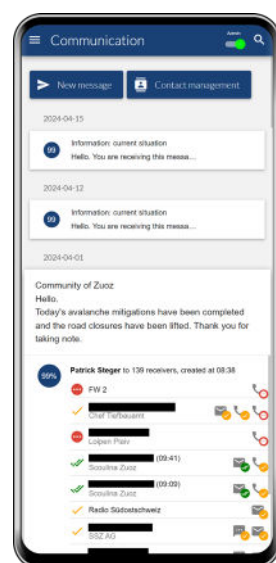 Communication
Admin
New message
Contact management
2024-04-15
99
Information: current situation
Hello. You are receiving this messa...
2024-04-12
99
Information: current situation
Hello. You are receiving this messa...
2024-04-01
Community of Zuoz
Hello.
Today's avalanche mitigations have been completed
and the road closures have been lifted. Thank you for
taking note.
99%
Patrick Steger to 139 receivers, created at 08:38
FW 2
Chef Tiefbauamt
Loipen Plaiv
(09:41)
Scoulina Zuoz
(09:09)
Scoulina Zuoz
Radio Südostschweiz
SSZ AG